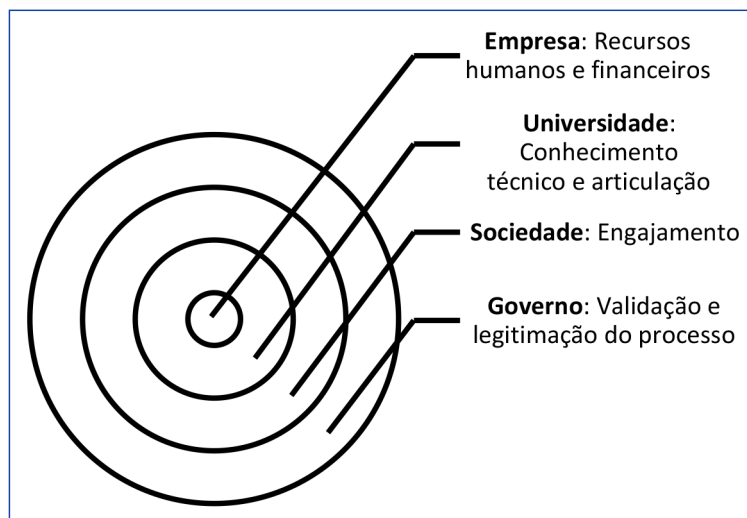 Empresa: Recursos
humanos e financeiros
Universidade:
Conhecimento
técnico e articulação
Sociedade: Engajamento
Governo: Validação e
legitimação do processo